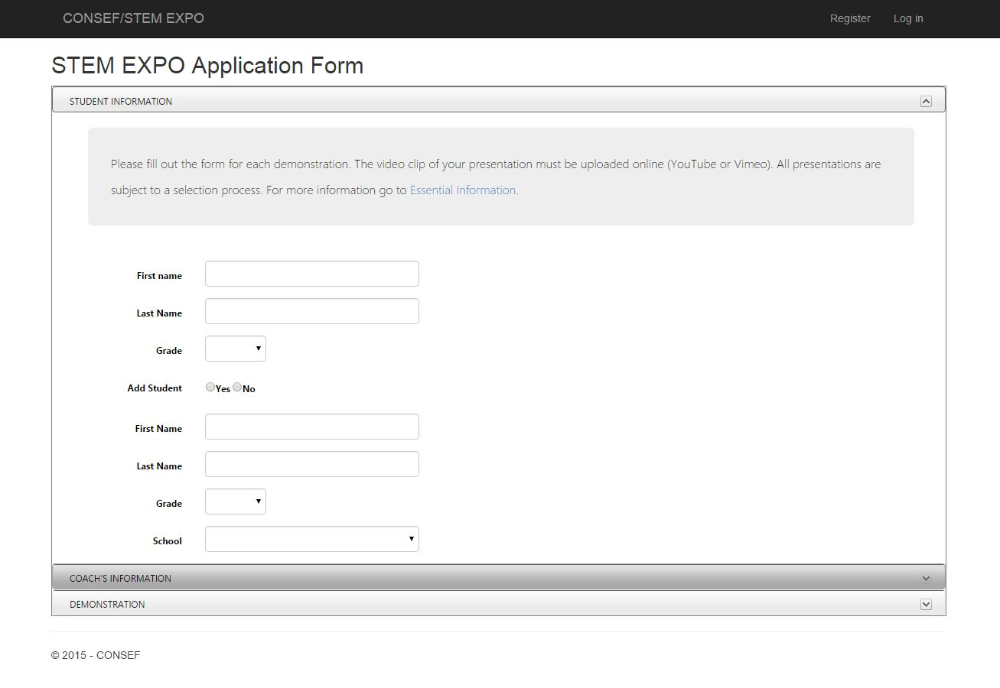 CONSEF/STEM EXPO Register Log in
STEM EXPO Application Form
STUDENT INFORMATION
Please fill out the form for each demonstration. The video clip of your presentation must be uploaded online (YouTube or Vimeo). All presentations are
subject to a selection process. For more information go to Essential Information.
First name
Last Name
Grade
Add Student Yes No
First Name
Last Name
Grade
School
COACH'S INFORMATION
DEMONSTRATION
© 2015 - CONSEF